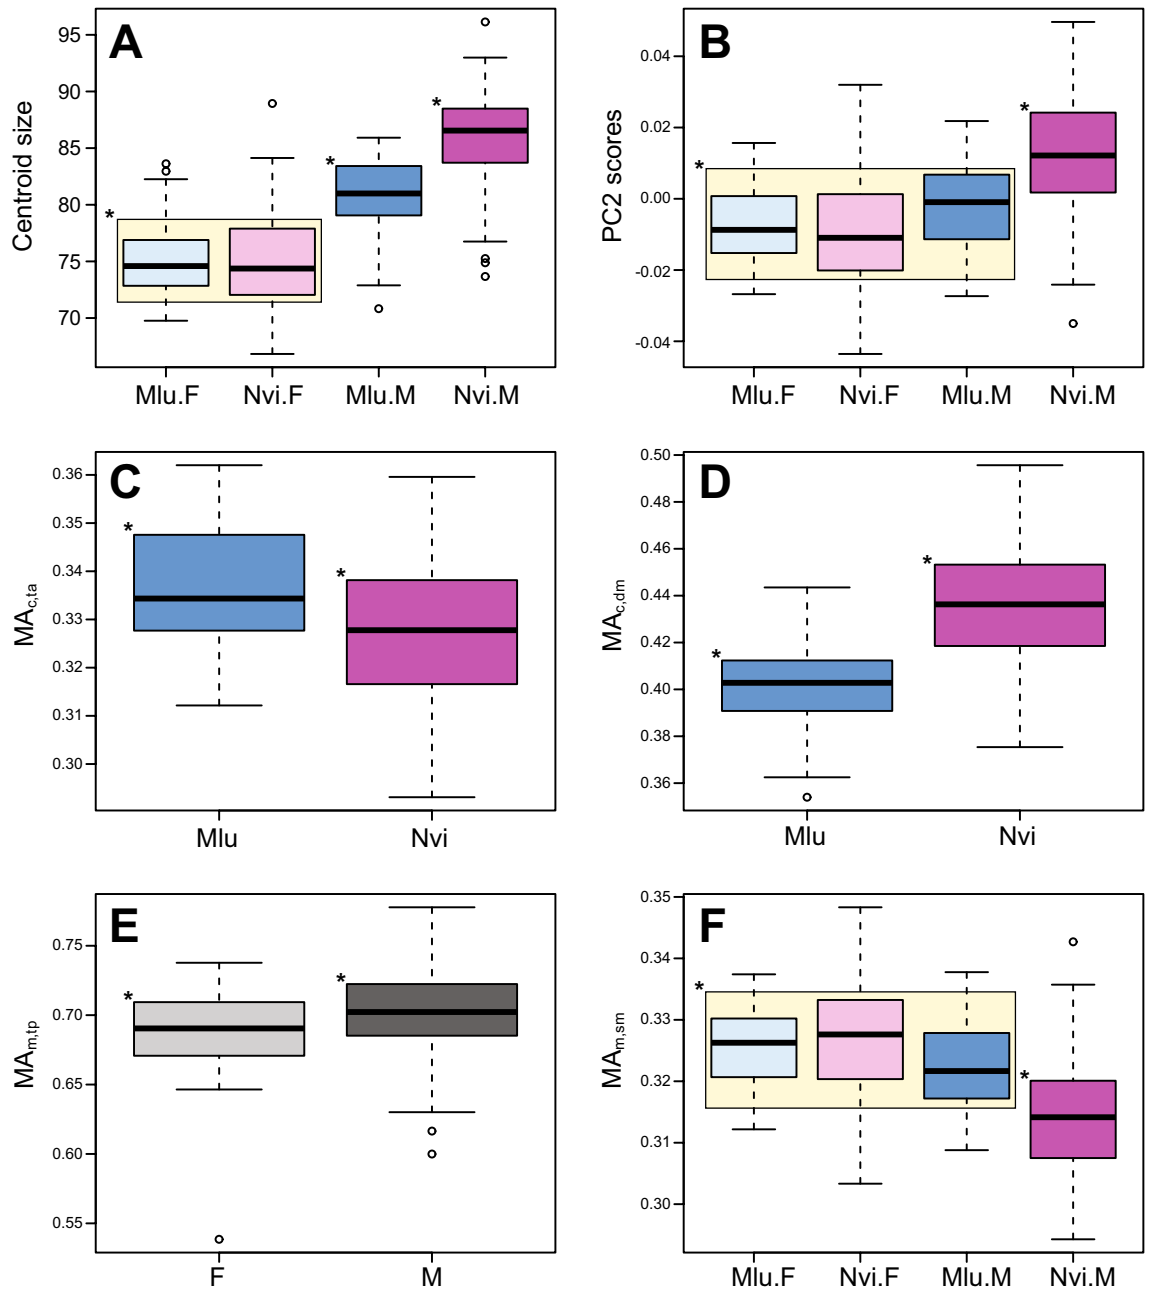 A
Centroid size
95
90
85
80
75
70
* * *
Mlu.F Nvi.F Mlu.M Nvi.M
B
PC2 scores
0.04
0.02
0.00
-0.02
-0.04
* *
Mlu.F Nvi.F Mlu.M Nvi.M
C
MAc,ta
0.36
0.35
0.34
0.33
0.32
0.31
0.30
* *
Mlu Nvi
D
MAc,dm
0.50
0.48
0.46
0.44
0.42
0.40
0.38
0.36
* *
Mlu Nvi
E
MAm,tp
0.75
0.70
0.65
0.60
0.55
* *
F M
F
MAm,sm
0.35
0.34
0.33
0.32
0.31
0.30
* *
Mlu.F Nvi.F Mlu.M Nvi.M